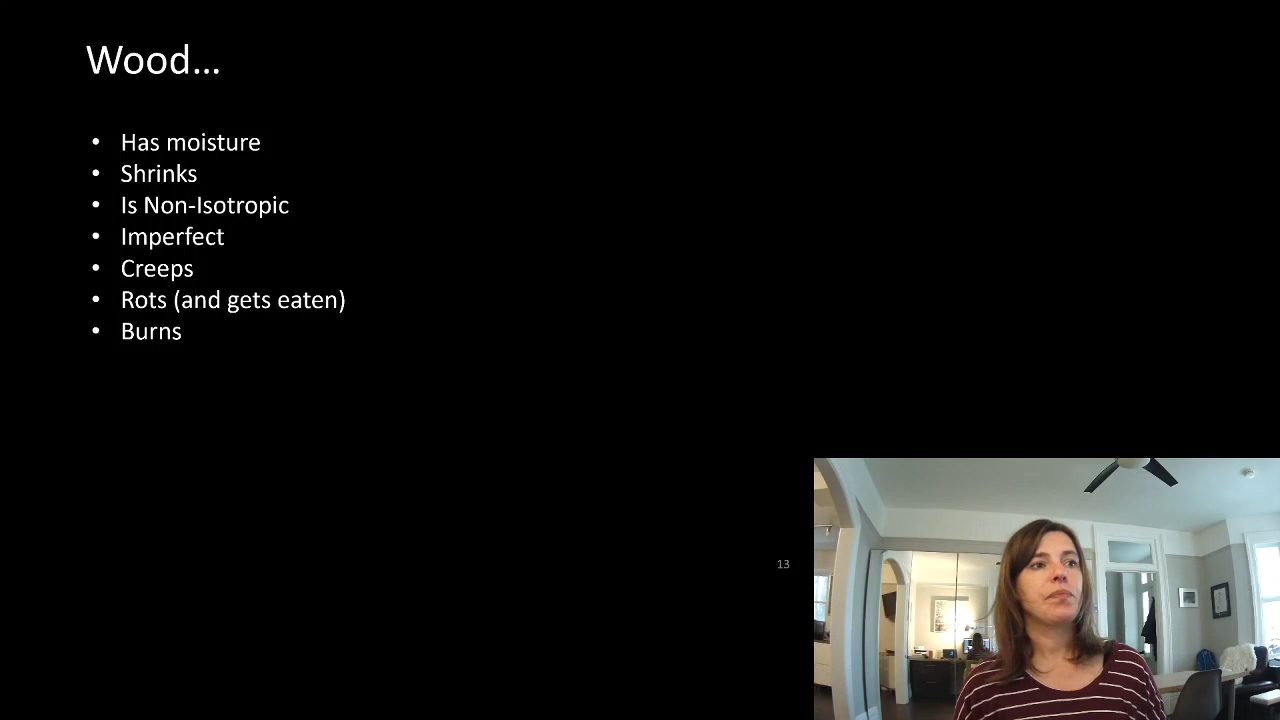 Wood...
• Has moisture
• Shrinks
• Is Non-Isotropic
• Imperfect
• Creeps
• Rots (and gets eaten)
• Burns
13